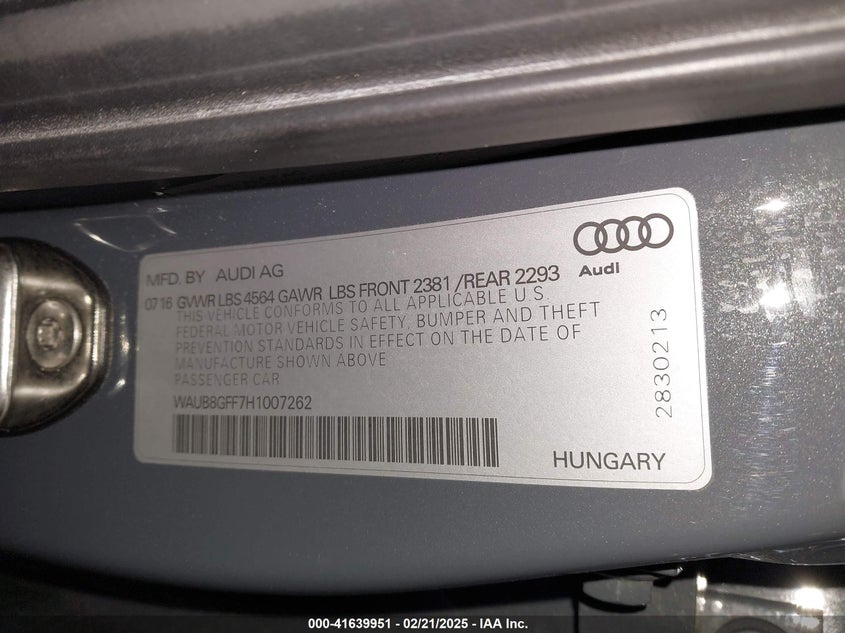 Audi
MFD. BY AUDI AG
07 16 GVWR LBS 4564 GAWR LBS FRONT 2381 /REAR 2293
THIS VEHICLE CONFORMS TO ALL APPLICABLE U.S.
FEDERAL MOTOR VEHICLE SAFETY, BUMPER AND THEFT
PREVENTION STANDARDS IN EFFECT ON THE DATE OF
MANUFACTURE SHOWN ABOVE
PASSENGER CAR
WAUB8GFF7H1007262
2830213
HUNGARY
000-41639951 - 02/21/2025 - IAA Inc.